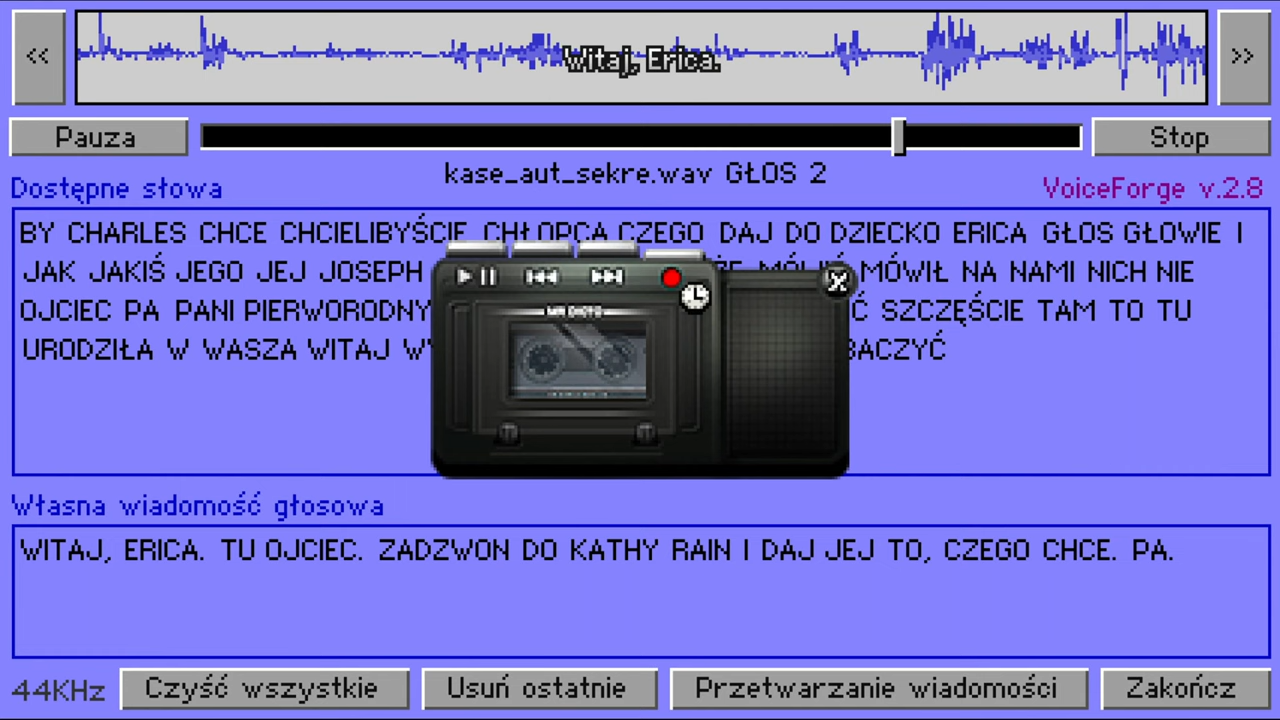 <<
Witaj, Erica.
>>
Pauza
Stop
kase_aut_sekre.wav GŁOS 2
Dostępne słowa
VoiceForge v.2.8
BY CHARLES CHCE CHCIELIBYŚCIE CHŁOPCA CZEGO DAJ DO DZIECKO ERICA GŁOS GŁOWIE I
JAK JAKIŚ JEGO JEJ JOSEPH MÓWIŁ NA NAMI NICH NIE
OJCIEC PA PANI PIERWORODNY SZCZĘŚCIE TAM TO TU
URODZIŁA W WASZA WITAJ
Własna wiadomość głosowa
WITAJ, ERICA. TU OJCIEC. ZADZWON DO KATHY RAIN I DAJ JEJ TO, CZEGO CHCE. PA.
44KHz
Czyść wszystkie
Usuń ostatnie
Przetwarzanie wiadomości
Zakończ